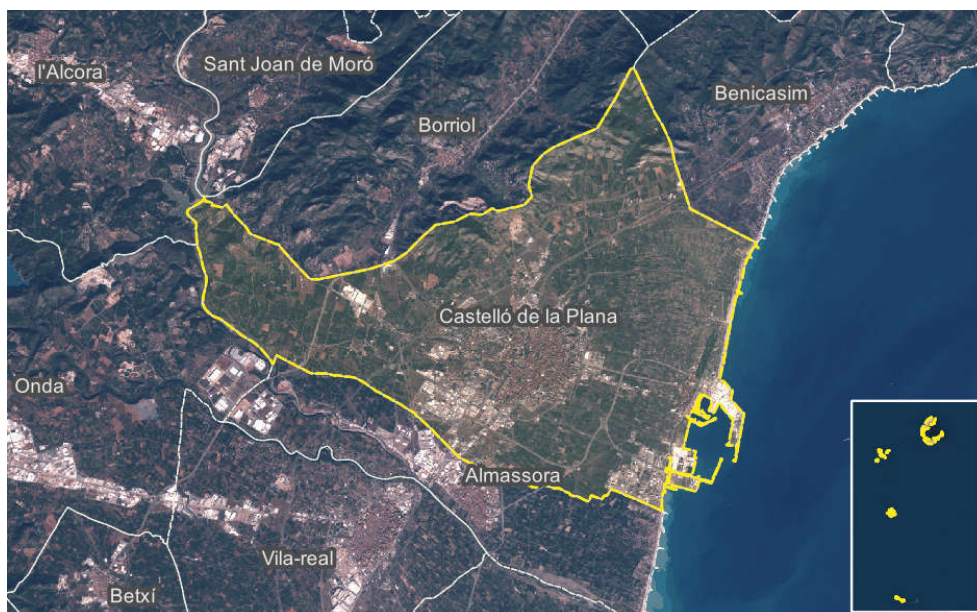 Sant Joan de Moró
l'Alcora
Benicasim
Borriol
Castelló de la Plana
Onda
Almassora
Vila-real
Betxí